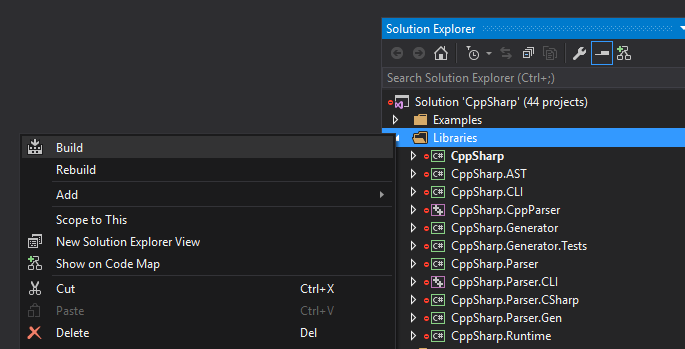 Solution Explorer
Search Solution Explorer (Ctrl+;)
Solution 'CppSharp' (44 projects)
Examples
Libraries
C# CppSharp
C# CppSharp.AST
C# CppSharp.CLI
CppSharp.CppParser
C# CppSharp.Generator
C# CppSharp.Generator.Tests
C# CppSharp.Parser
CppSharp.Parser.CLI
C# CppSharp.Parser.CSharp
C# CppSharp.Parser.Gen
C# CppSharp.Runtime
Build
Rebuild
Add
Scope to This
New Solution Explorer View
Show on Code Map
Cut Ctrl+X
Paste Ctrl+V
Delete Del